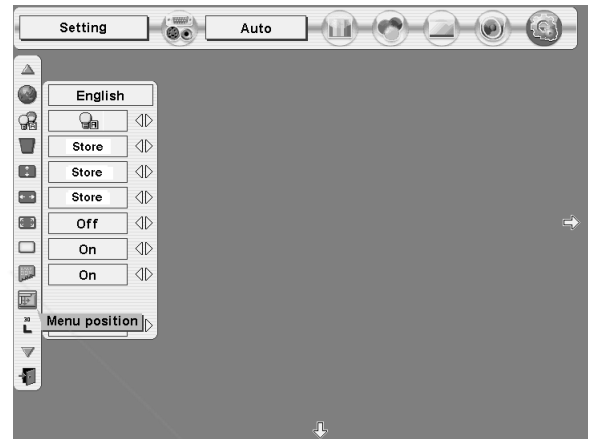 Setting
Auto
English
Store
Store
Store
Off
On
On
Menu position